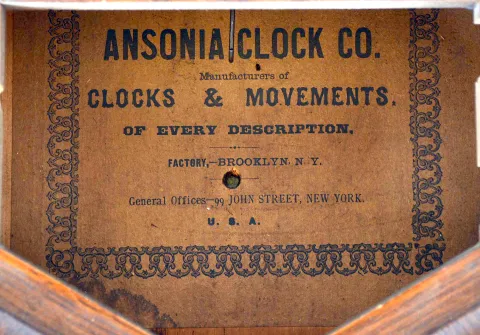 ANSONIA CLOCK CO.
Manufacturers of
CLOCKS & MOVEMENTS.
OF EVERY DESCRIPTION,
FACTORY,—BROOKLYN. N. Y.
General Offices—99 JOHN STREET, NEW YORK.
U. S. A.